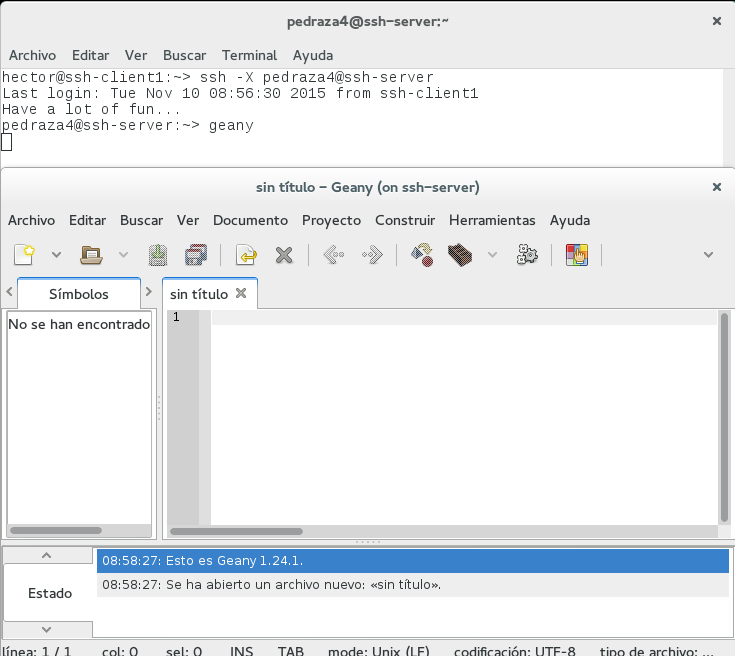 pedraza4@ssh-server:~
Archivo Editar Ver Buscar Terminal Ayuda
hector@ssh-client1:~> ssh -X pedraza4@ssh-server
Last login: Tue Nov 10 08:56:30 2015 from ssh-client1
Have a lot of fun...
pedraza4@ssh-server:~> geany
sin título - Geany (on ssh-server)
Archivo Editar Buscar Ver Documento Proyecto Construir Herramientas Ayuda
Símbolos
sin título
No se han encontrado
1
08:58:27: Esto es Geany 1.24.1.
08:58:27: Se ha abierto un archivo nuevo: «sin título».
Estado
línea: 1 / 1 col: 0 sel: 0 INS TAB mode: Unix (LF) codificación: UTF-8 tipo de archivo: ...